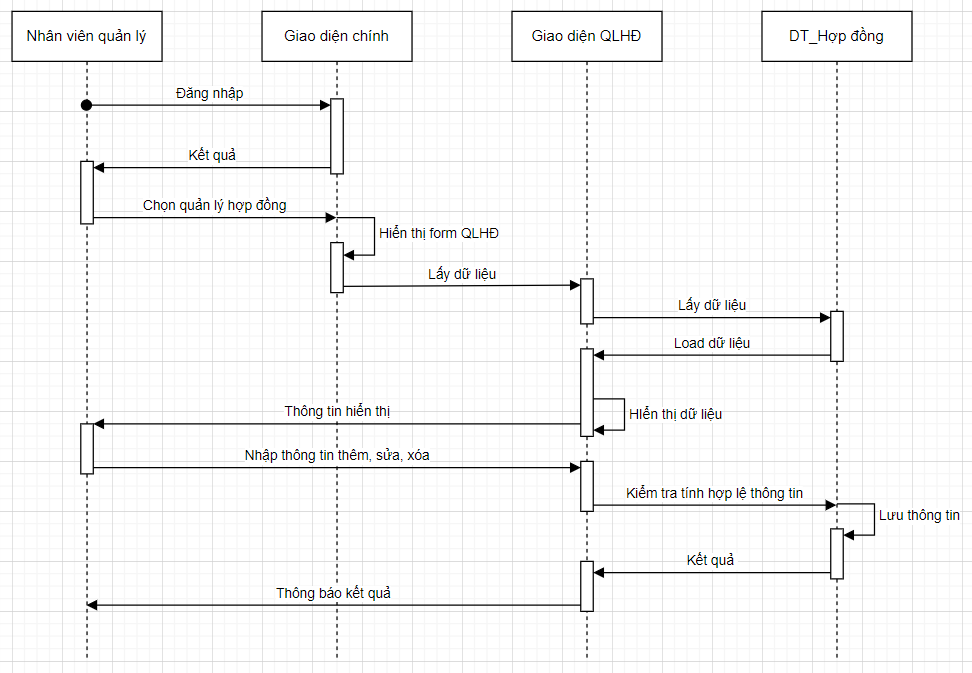 Nhân viên quản lý
Giao diện chính
Giao diện QLHĐ
DT_Hợp đồng
Đăng nhập
Kết quả
Chọn quản lý hợp đồng
Hiển thị form QLHĐ
Lấy dữ liệu
Lấy dữ liệu
Load dữ liệu
Thông tin hiển thị
HIển thị dữ liệu
Nhập thông tin thêm, sửa, xóa
Kiểm tra tính hợp lệ thông tin
Lưu thông tin
Kết quả
Thông báo kết quả